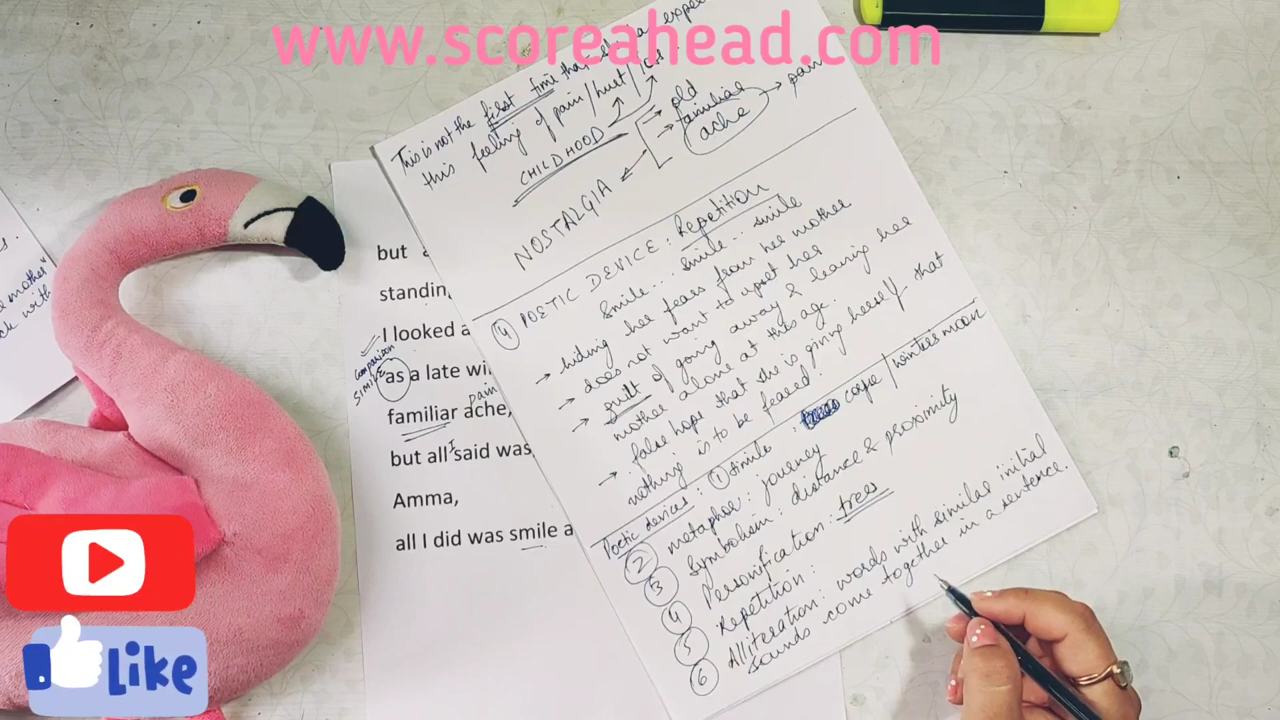 www.scoreahead.com
This is not the first time
this feeling of pain/hurt/
CHILDHOOD
old
familiar
ache
pain
NOSTALGIA
④ POETIC DEVICE : Repetition
Smile... Smile... smile
→ hiding her fears from her mother
→ does not want to upset her
→ guilt of going away & leaving her
mother alone at this age.
→ false hope that she is giving herself that
nothing is to be feared
Poetic devices : ① Simile : corpse / winter's moon
② metaphor : journey
③ Symbolism : distance & proximity
④ Personification : trees
⑤ Repetition :
⑥ Alliteration : words with similar initial
sounds come together in a sentence.
but
standin
I looked a
comparison
SIMILE
as a late wi
pain
familiar ache,
but all I said was
Amma,
all I did was smile a
mother"
ck with
Like